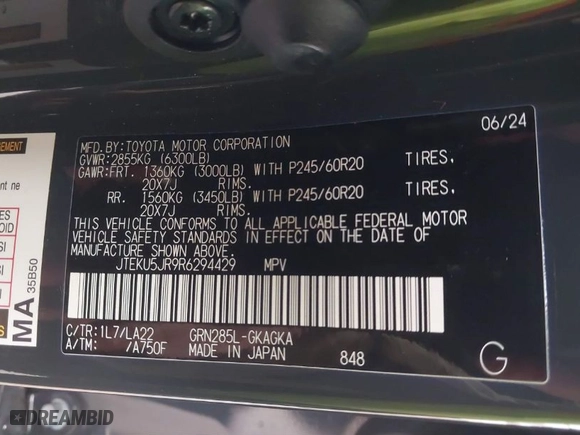 06/24
MFD.BY:TOYOTA MOTOR CORPORATION
GVWR:2855KG (6300LB)
GAWR:FRT. 1360KG (3000LB) WITH P245/60R20 TIRES,
20X7J RIMS.
RR. 1560KG (3450LB) WITH P245/60R20 TIRES,
20X7J RIMS.
THIS VEHICLE CONFORMS TO ALL APPLICABLE FEDERAL MOTOR
VEHICLE SAFETY STANDARDS IN EFFECT ON THE DATE OF
MANUFACTURE SHOWN ABOVE.
JTEKU5JR9R6294429 MPV
C/TR:1L7/LA22 GRN285L-GKAGKA
A/TM: /A750F MADE IN JAPAN 848
G
MA
35B50
DREAMBID